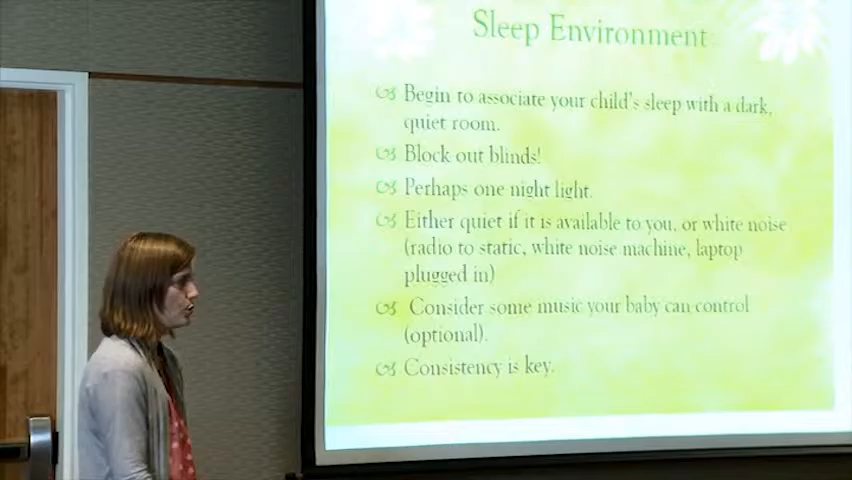 Sleep Environment
Begin to associate your child's sleep with a dark,
quiet room.
Block out blinds!
Perhaps one night light.
Either quiet if it is available to you, or white noise
(radio to static, white noise machine, laptop
plugged in)
Consider some music your baby can control
(optional).
Consistency is key.